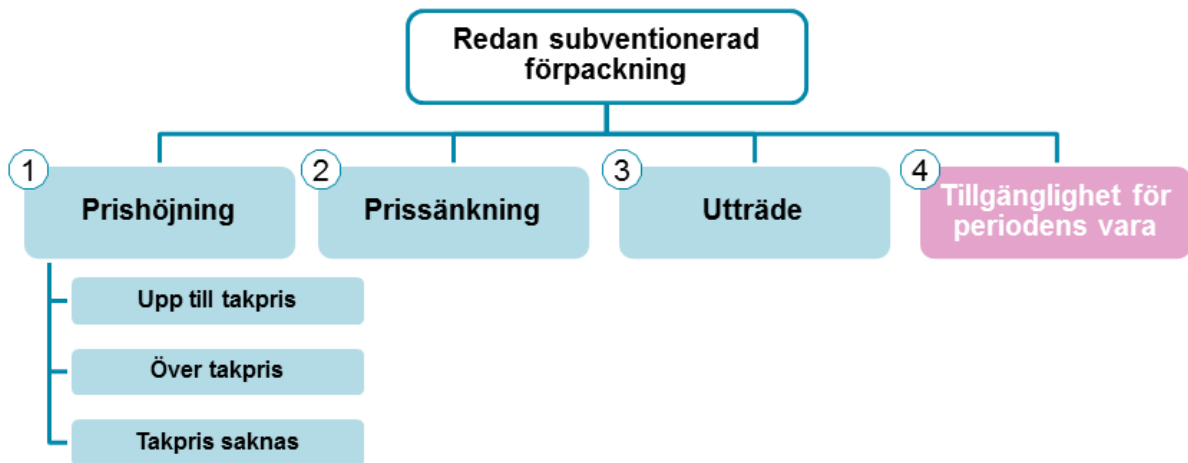 Redan subventionerad
förpackning
1
Prishöjning
2
Prissänkning
3
Utträde
4
Tillgänglighet för
periodens vara
Upp till takpris
Över takpris
Takpris saknas